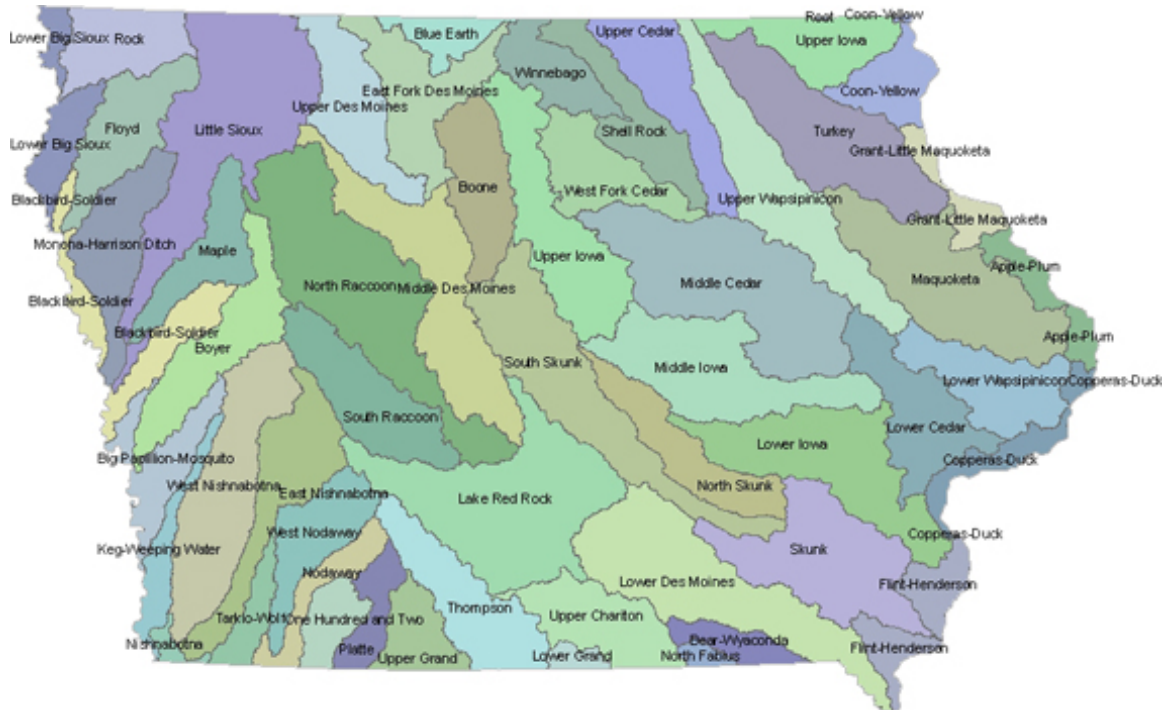 Root
Coon-Yellow
Lower Big Sioux
Rock
Blue Earth
Upper Cedar
Upper Iowa
Winnebago
East Fork Des Moines
Coon-Yellow
Upper Des Moines
Floyd
Little Sioux
Shell Rock
Turkey
Lower Big Sioux
Grant-Little Maquoketa
Boone
West Fork Cedar
Blackbird-Soldier
Upper Wapsipinicon
Grant-Little Maquoketa
Monona-Harrison Ditch
Maple
Upper Iowa
Apple-Plum
Middle Cedar
Maquoketa
North Raccoon
Middle Des Moines
Blackbird-Soldier
Blackbird-Soldier
Apple-Plum
Boyer
South Skunk
Middle Iowa
Lower Wapsipinicon
Copperas-Duck
South Raccoon
Lower Cedar
Lower Iowa
Big Papillion-Mosquito
Copperas-Duck
West Nishnabotna
North Skunk
East Nishnabotna
Lake Red Rock
West Nodaway
Copperas-Duck
Keg-Weeping Water
Skunk
Nodaway
Lower Des Moines
Flint-Henderson
Thompson
Upper Chariton
Tarkio-Wolf
One Hundred and Two
Bear-Wyaconda
Nishnabotna
Platte
Flint-Henderson
Upper Grand
Lower Grand
North Fabius